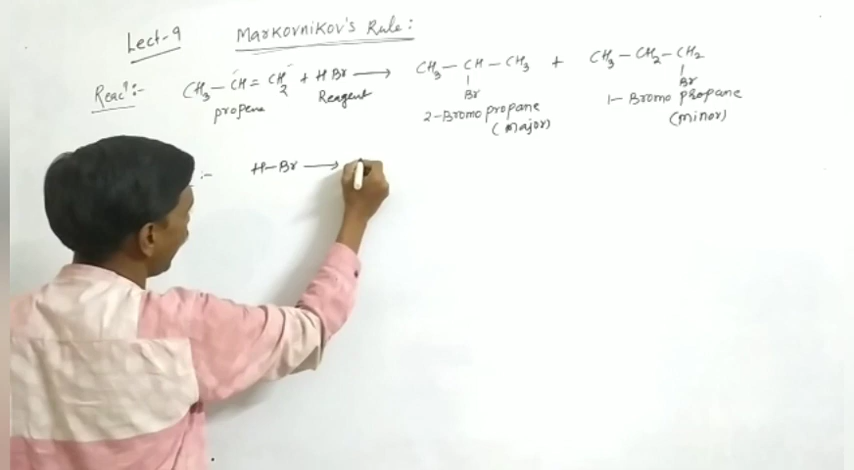 Lect-9 Markovnikov's Rule:
Reacⁿ:- CH₃ — CH = CH₂ + HBr ⟶ CH₃ — CH — CH₃ + CH₃ — CH₂ — CH₂
| |
Br Br
propene Reagent 2-Bromo propane 1-Bromo propane
(major) (minor)
:- H-Br ⟶